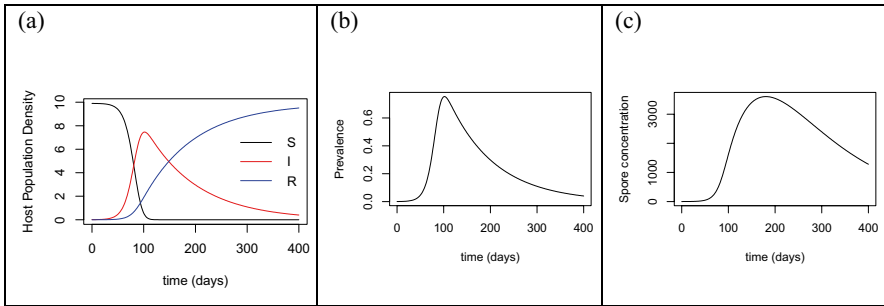 (a)
Host Population Density
10
8
6
4
2
0
S
I
R
0 100 200 300 400
time (days)
(b)
Prevalence
0.6
0.4
0.2
0.0
0 100 200 300 400
time (days)
(c)
Spore concentration
3000
1000
0
0 100 200 300 400
time (days)